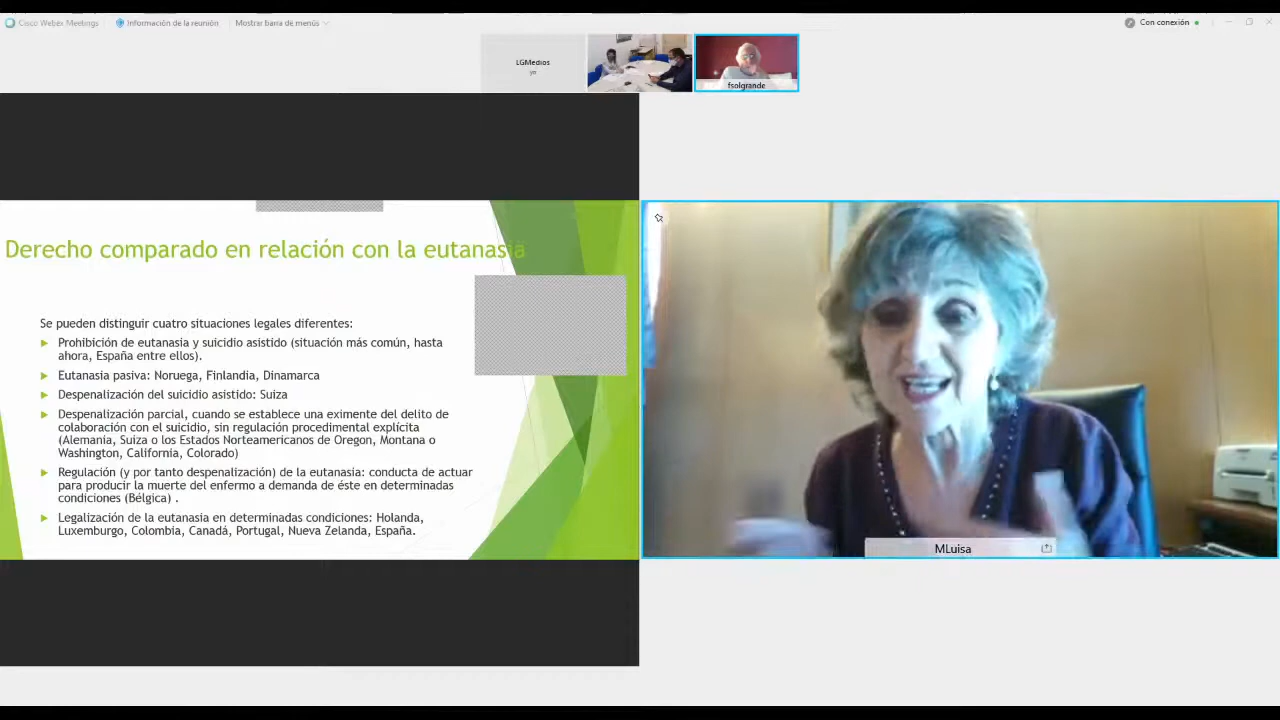 Cisco Webex Meetings
Información de la reunión
Mostrar barra de menús
Con conexión
LGMedios
yo
fsolgrande
Derecho comparado en relación con la eutanasia
Se pueden distinguir cuatro situaciones legales diferentes:
Prohibición de eutanasia y suicidio asistido (situación más común, hasta
ahora, España entre ellos).
Eutanasia pasiva: Noruega, Finlandia, Dinamarca
Despenalización del suicidio asistido: Suiza
Despenalización parcial, cuando se establece una eximente del delito de
colaboración con el suicidio, sin regulación procedimental explícita
(Alemania, Suiza o los Estados Norteamericanos de Oregon, Montana o
Washington, California, Colorado)
Regulación (y por tanto despenalización) de la eutanasia: conducta de actuar
para producir la muerte del enfermo a demanda de éste en determinadas
condiciones (Bélgica) .
Legalización de la eutanasia en determinadas condiciones: Holanda,
Luxemburgo, Colombia, Canadá, Portugal, Nueva Zelanda, España.
MLuisa